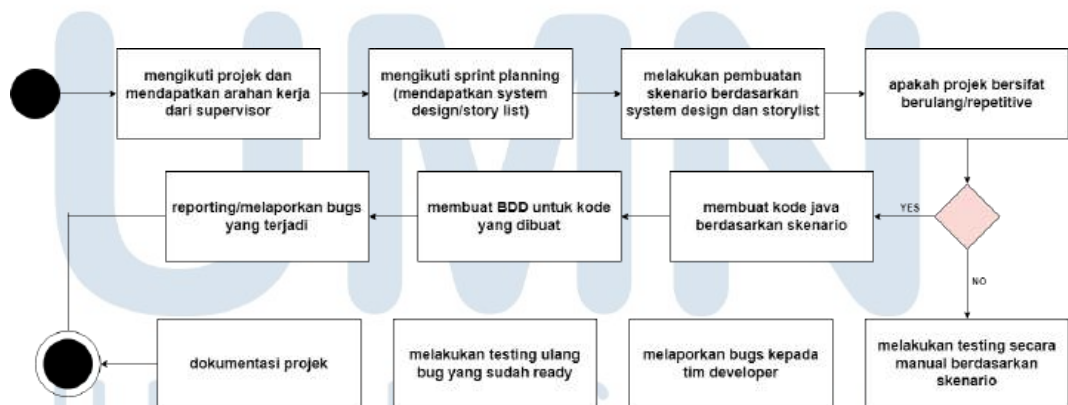 mengikuti projek dan
mendapatkan arahan kerja
dari supervisor
mengikuti sprint planning
(mendapatkan system
design/story list)
melakukan pembuatan
skenario berdasarkan
system design dan storylist
apakah projek bersifat
berulang/repetitive
reporting/melaporkan bugs
yang terjadi
membuat BDD untuk kode
yang dibuat
membuat kode java
berdasarkan skenario
YES
NO
dokumentasi projek
melakukan testing ulang
bug yang sudah ready
melaporkan bugs kepada
tim developer
melakukan testing secara
manual berdasarkan
skenario
UMN